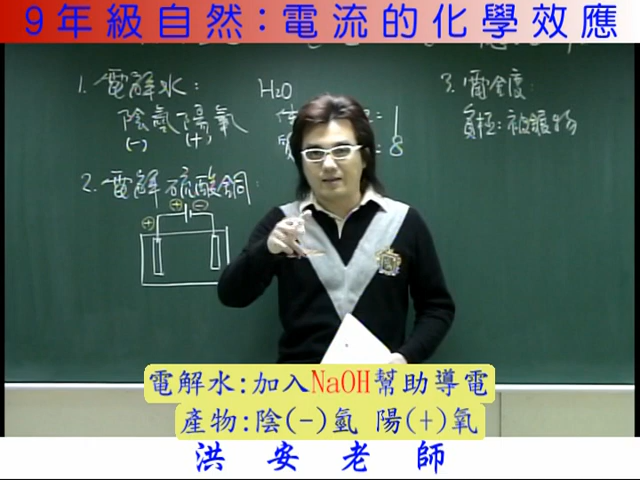 9年級自然:電流的化學效應
1. 電解水: H2O
陰氫陽氧
(-) (+)
= 1
= 8
2. 電解硫酸銅:
+ -
+
3. 電鍍:
負極: 被鍍物
電解水:加入NaOH幫助導電
產物:陰(-)氫 陽(+)氧
洪安老師